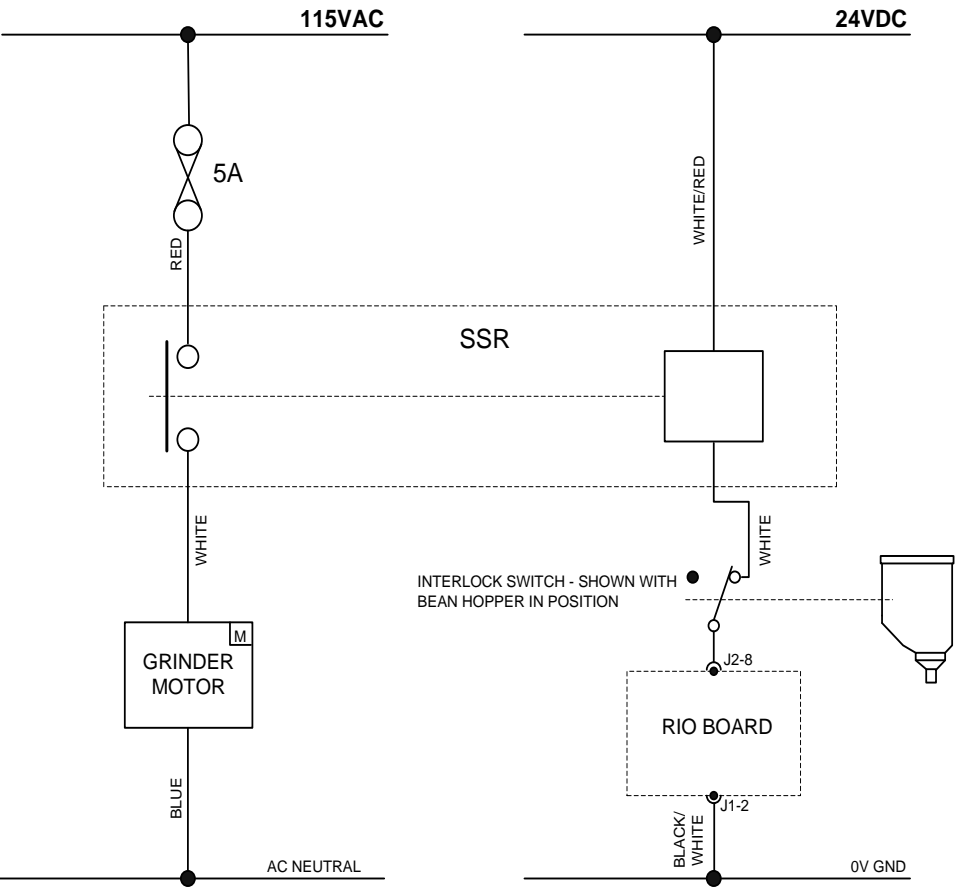 115VAC
24VDC
5A
RED
WHITE/RED
SSR
WHITE
WHITE
INTERLOCK SWITCH - SHOWN WITH
BEAN HOPPER IN POSITION
M
GRINDER
MOTOR
J2-8
RIO BOARD
BLUE
J1-2
BLACK/
WHITE
AC NEUTRAL
0V GND